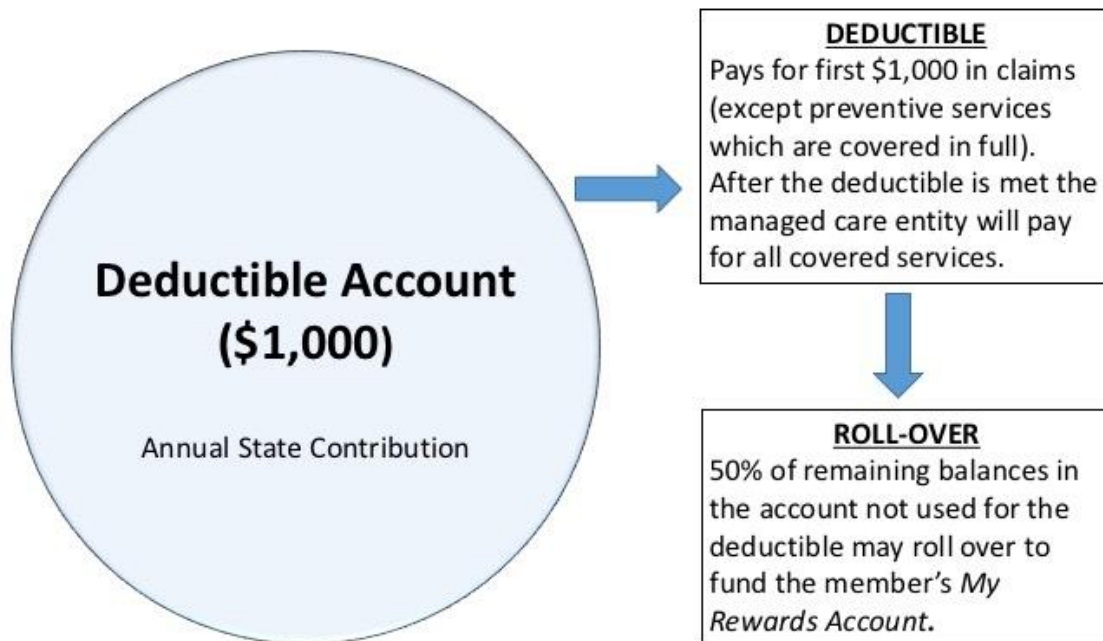 Deductible Account
($1,000)
Annual State Contribution
DEDUCTIBLE
Pays for first $1,000 in claims
(except preventive services
which are covered in full).
After the deductible is met the
managed care entity will pay
for all covered services.
ROLL-OVER
50% of remaining balances in
the account not used for the
deductible may roll over to
fund the member’s My
Rewards Account.